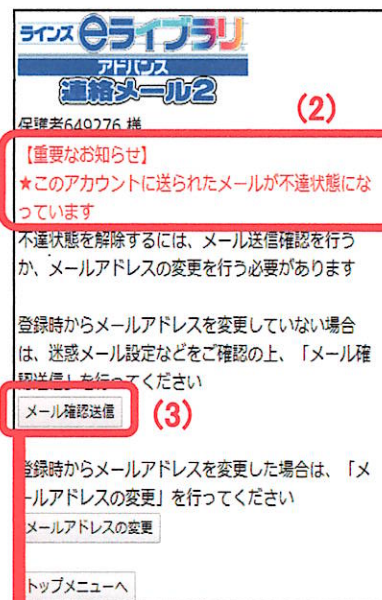 ラインズ eライブラリ
アドバンス
連絡メール2
(2)
保護者649276 様
【重要なお知らせ】
★このアカウントに送られたメールが不達状態にな
っています
不達状態を解除するには、メール送信確認を行う
か、メールアドレスの変更を行う必要があります
登録時からメールアドレスを変更していない場合
は、迷惑メール設定などをご確認の上、「メール確
認送信」を行ってください
メール確認送信
(3)
登録時からメールアドレスを変更した場合は、「メ
ールアドレスの変更」を行ってください
メールアドレスの変更
トップメニューへ